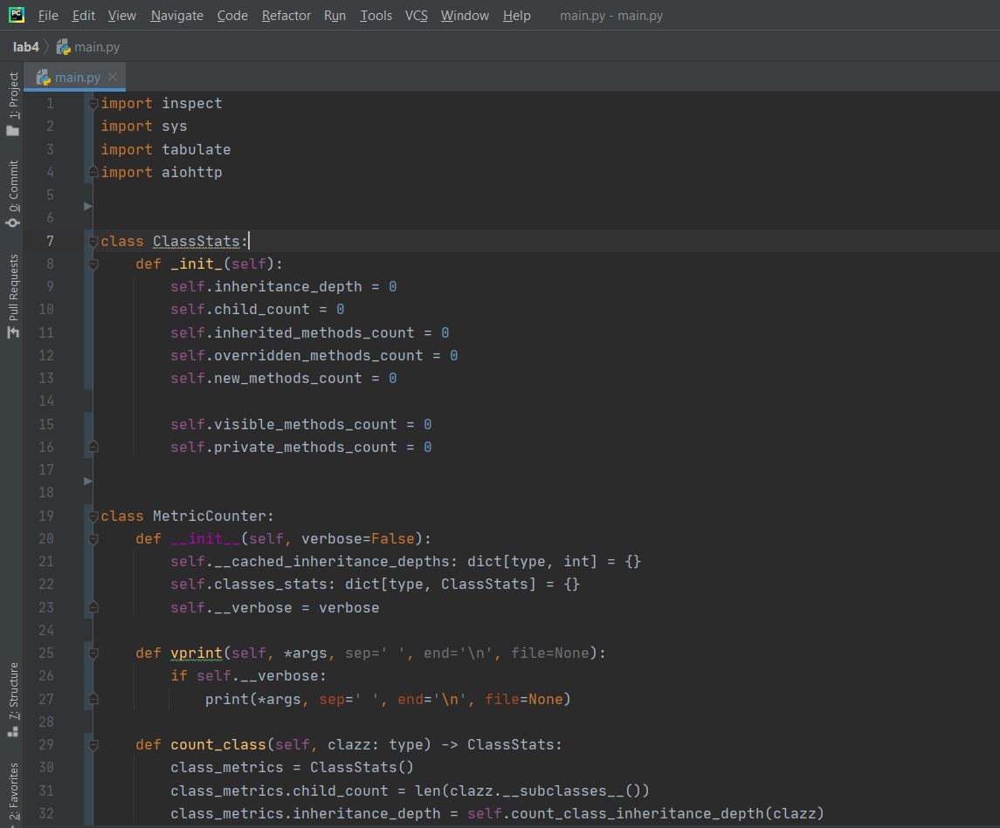 PC File Edit View Navigate Code Refactor Run Tools VCS Window Help main.py - main.py
lab4 main.py
main.py
1: Project
0: Commit
Pull Requests
7: Structure
2: Favorites
1 import inspect
2 import sys
3 import tabulate
4 import aiohttp
5
6
7 class ClassStats:
8     def _init_(self):
9         self.inheritance_depth = 0
10         self.child_count = 0
11         self.inherited_methods_count = 0
12         self.overridden_methods_count = 0
13         self.new_methods_count = 0
14
15         self.visible_methods_count = 0
16         self.private_methods_count = 0
17
18
19 class MetricCounter:
20     def __init__(self, verbose=False):
21         self.__cached_inheritance_depths: dict[type, int] = {}
22         self.classes_stats: dict[type, ClassStats] = {}
23         self.__verbose = verbose
24
25     def vprint(self, *args, sep=' ', end='\n', file=None):
26         if self.__verbose:
27             print(*args, sep=' ', end='\n', file=None)
28
29     def count_class(self, clazz: type) -> ClassStats:
30         class_metrics = ClassStats()
31         class_metrics.child_count = len(clazz.__subclasses__())
32         class_metrics.inheritance_depth = self.count_class_inheritance_depth(clazz)